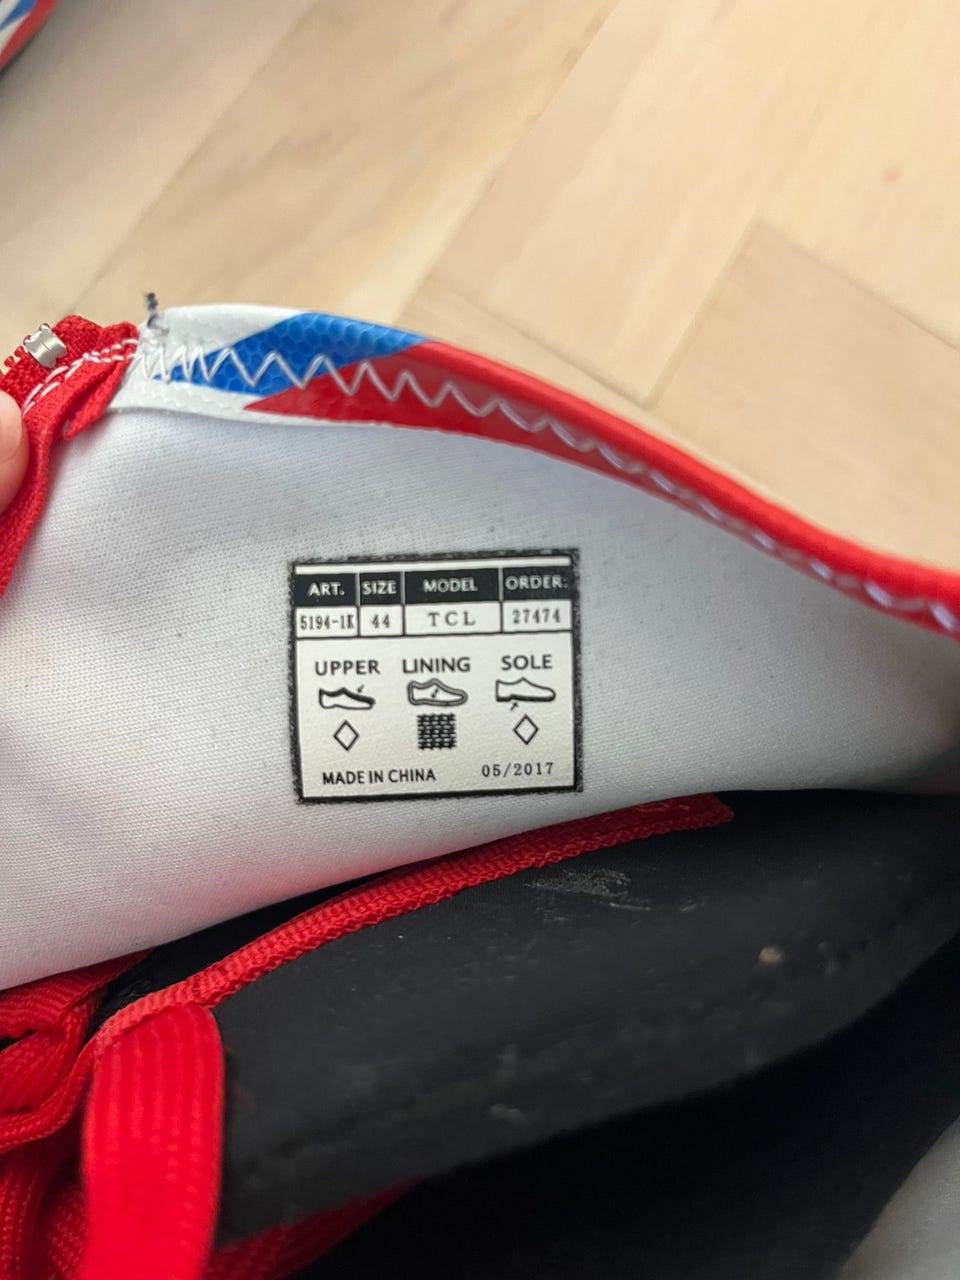 ART. SIZE MODEL ORDER:
5194-1K 44 TCL 27474
UPPER LINING SOLE
MADE IN CHINA 05/2017